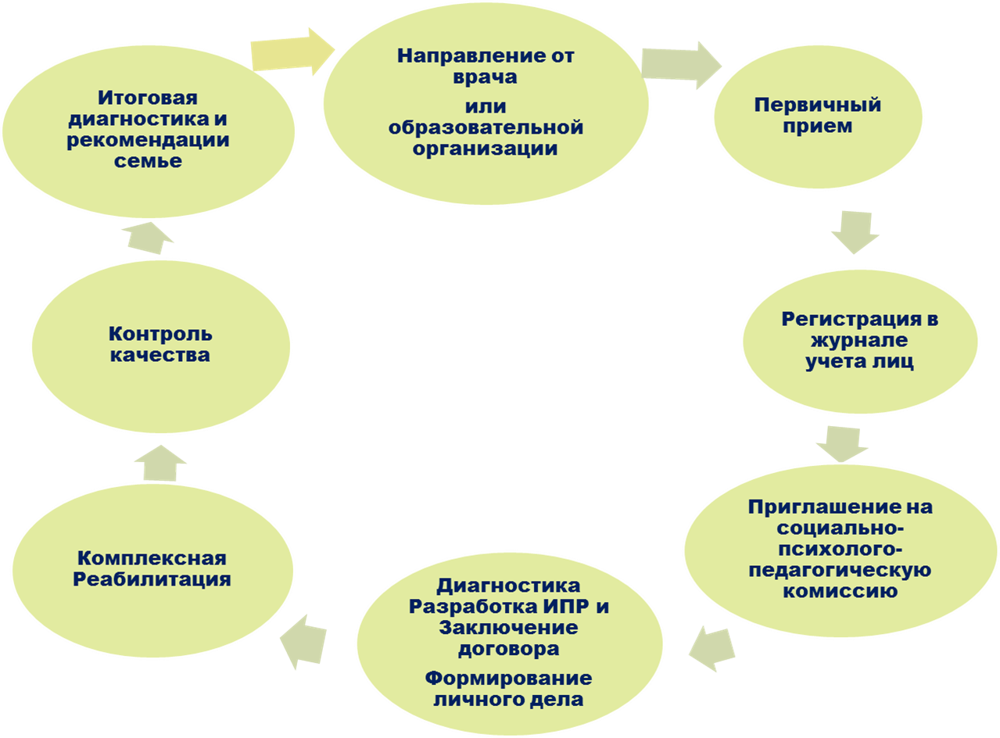 Направление от
врача
или
образовательной
организации
Первичный
прием
Регистрация в
журнале
учета лиц
Приглашение на
социально-
психолого-
педагогическую
комиссию
Диагностика
Разработка ИПР и
Заключение
договора
Формирование
личного дела
Комплексная
Реабилитация
Контроль
качества
Итоговая
диагностика и
рекомендации
семье